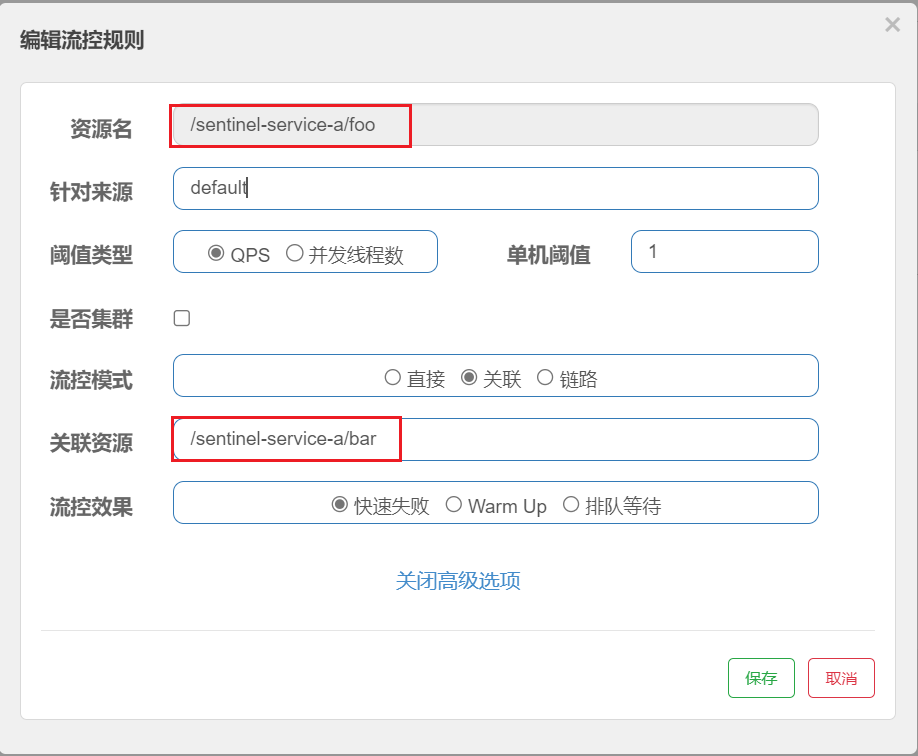 编辑流控规则 ×
资源名 /sentinel-service-a/foo
针对来源 default
阈值类型 QPS 并发线程数 单机阈值 1
是否集群
流控模式 直接 关联 链路
关联资源 /sentinel-service-a/bar
流控效果 快速失败 Warm Up 排队等待
关闭高级选项
保存 取消